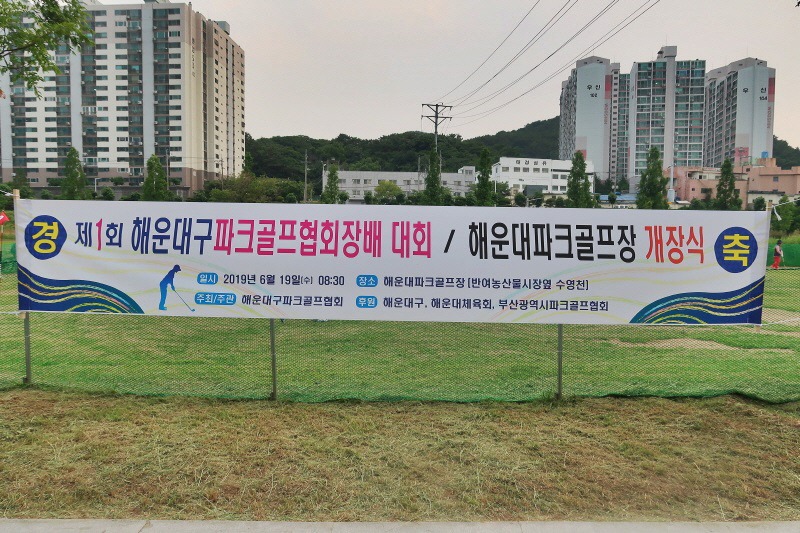 경 제1회 해운대구파크골프협회장배 대회 / 해운대파크골프장 개장식 축
일시 2019년 6월 19일(수) 08:30 장소 해운대파크골프장 [반여농산물시장옆 수영천]
주최/주관 해운대구파크골프협회 후원 해운대구, 해운대체육회, 부산광역시파크골프협회